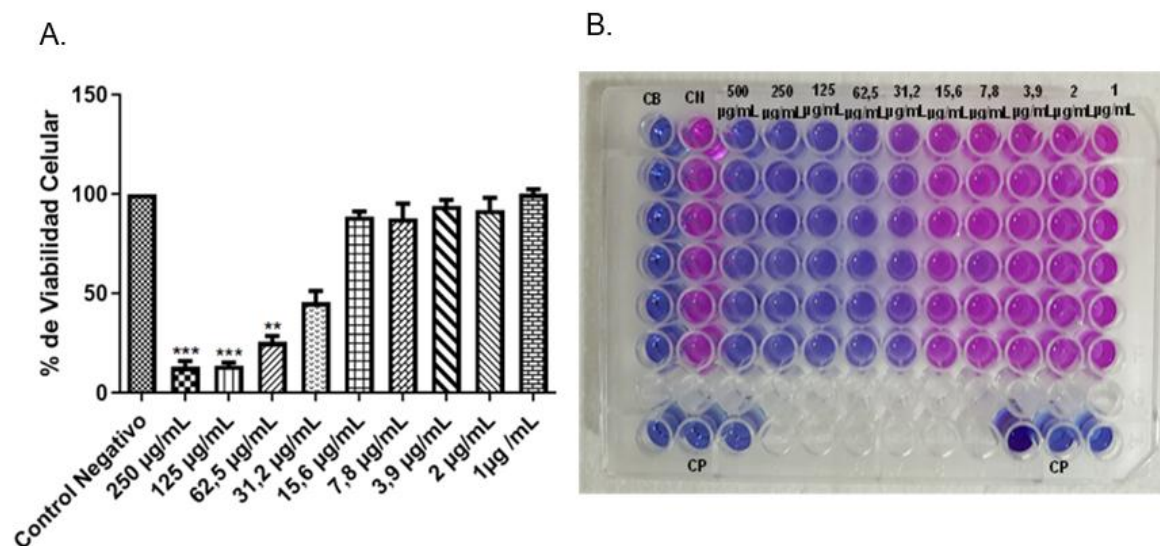 A.
% de Viabilidad Celular
150
100
50
0
***
***
**
Control Negativo
250 µg/mL
125 µg/mL
62,5 µg/mL
31,2 µg/mL
15,6 µg/mL
7,8 µg/mL
3,9 µg/mL
2 µg/mL
1µg /mL
B.
CB CN 500 250 125 62,5 31,2 15,6 7,8 3,9 2 1
µg/mL µg/mL µg/mL µg/mL µg/mL µg/mL µg/mL µg/mL µg/mL µg/mL
CP CP